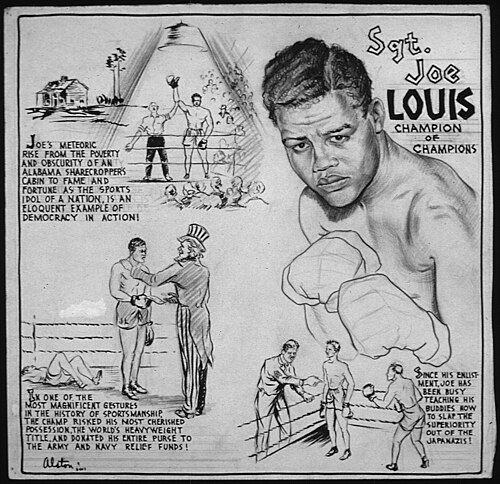 Sgt.
Joe
LOUIS
CHAMPION
OF
CHAMPIONS
JOE'S METEORIC
RISE FROM THE POVERTY
AND OBSCURITY OF AN
ALABAMA SHARECROPPER'S
CABIN TO FAME AND
FORTUNE AS THE SPORTS
IDOL OF A NATION, IS AN
ELOQUENT EXAMPLE OF
DEMOCRACY IN ACTION!
IN ONE OF THE
MOST MAGNIFICENT GESTURES
IN THE HISTORY OF SPORTSMANSHIP,
THE CHAMP RISKED HIS MOST CHERISHED
POSSESSION, THE WORLD'S HEAVYWEIGHT
TITLE, AND DONATED HIS ENTIRE PURSE TO
THE ARMY AND NAVY RELIEF FUNDS!
SINCE HIS ENLIST-
MENT, JOE HAS
BEEN BUSY
TEACHING HIS
BUDDIES HOW
TO SLAP THE
SUPERIORITY
OUT OF THE
JAPANAZIS!
Alston